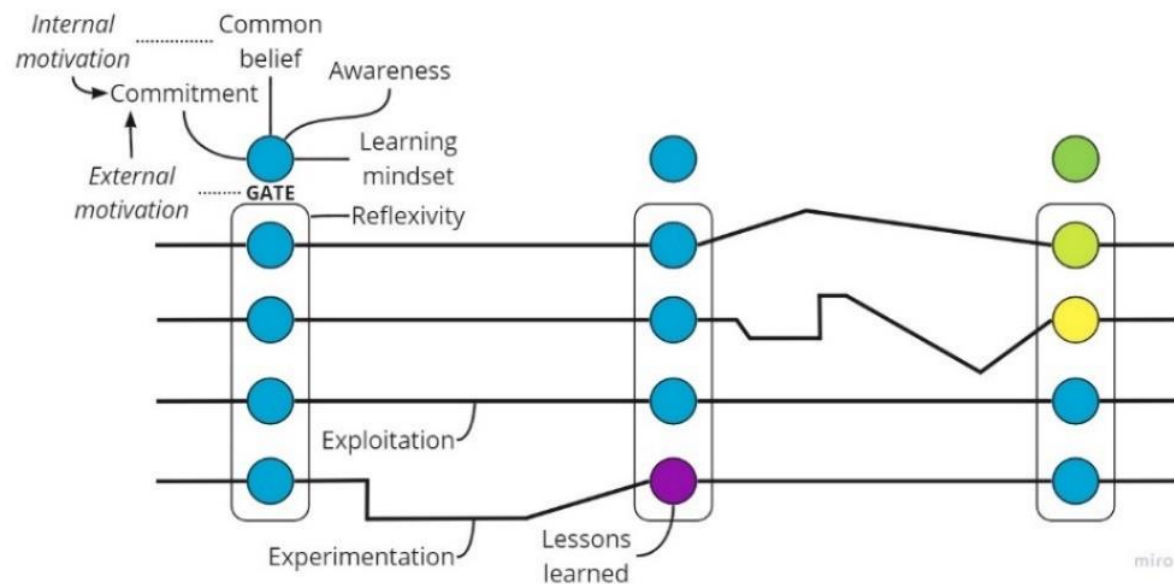 Internal
motivation
Common
belief
Awareness
Commitment
Learning
mindset
External
motivation
GATE
Reflexivity
Exploitation
Experimentation
Lessons
learned
miro